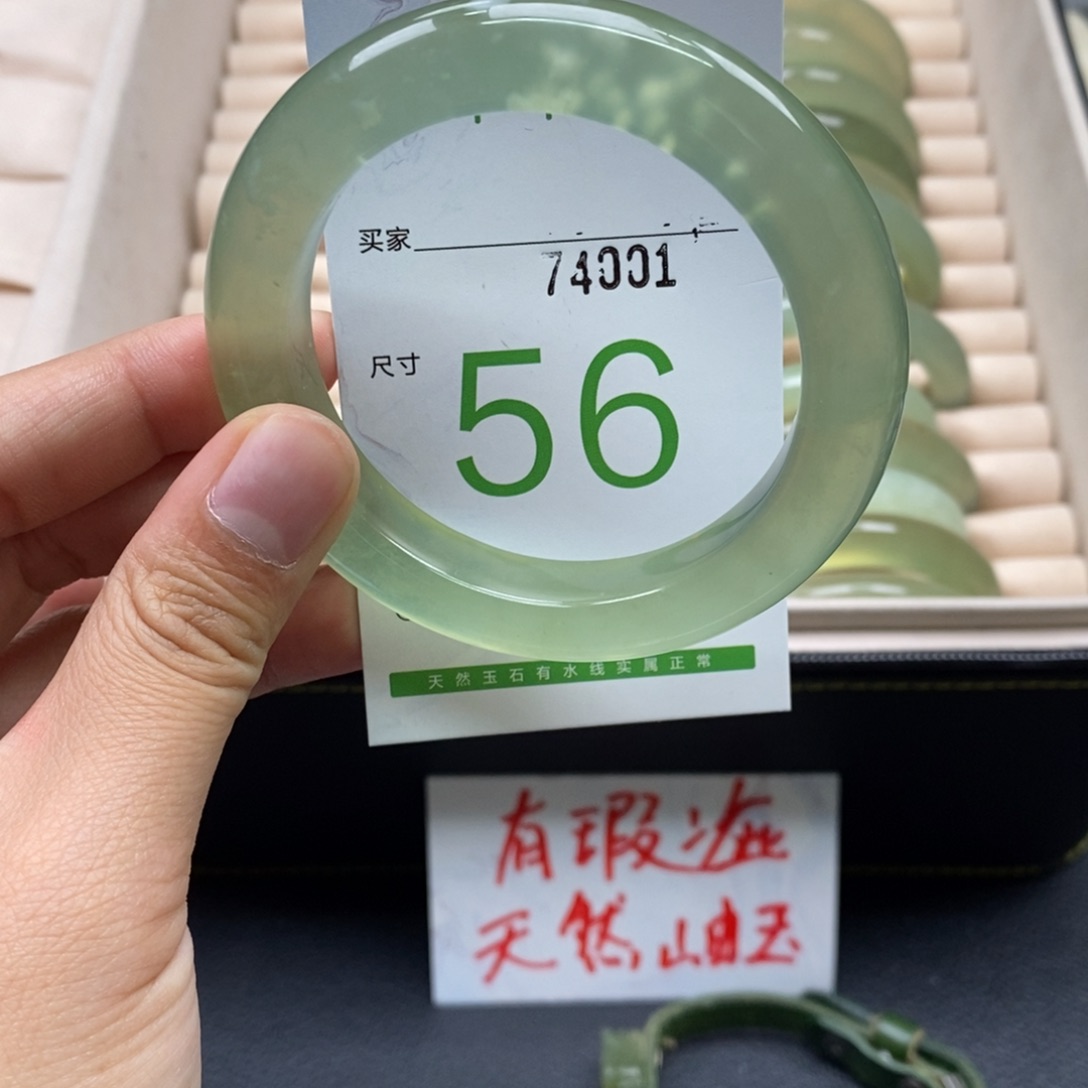 买家
74001
尺寸 56
天然玉石有水线实属正常
有瑕疵
天然岫玉